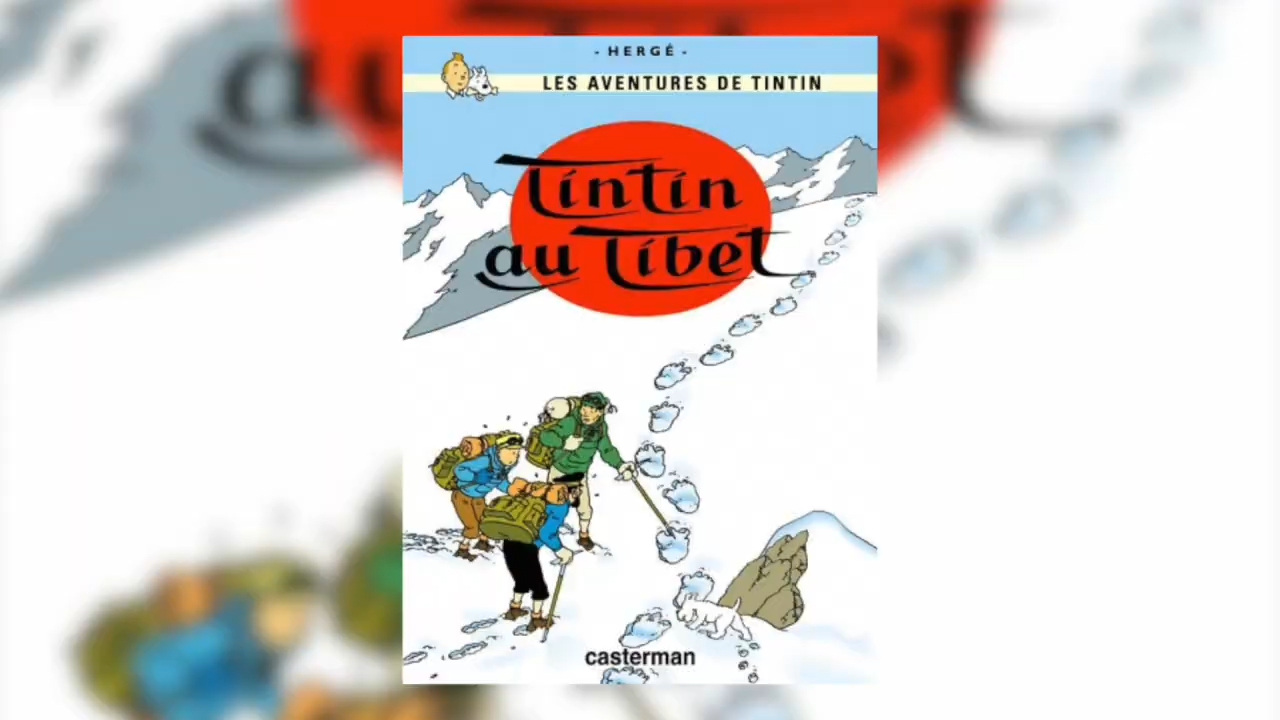 - HERGÉ -
LES AVENTURES DE TINTIN
Tintin
au Tibet
casterman